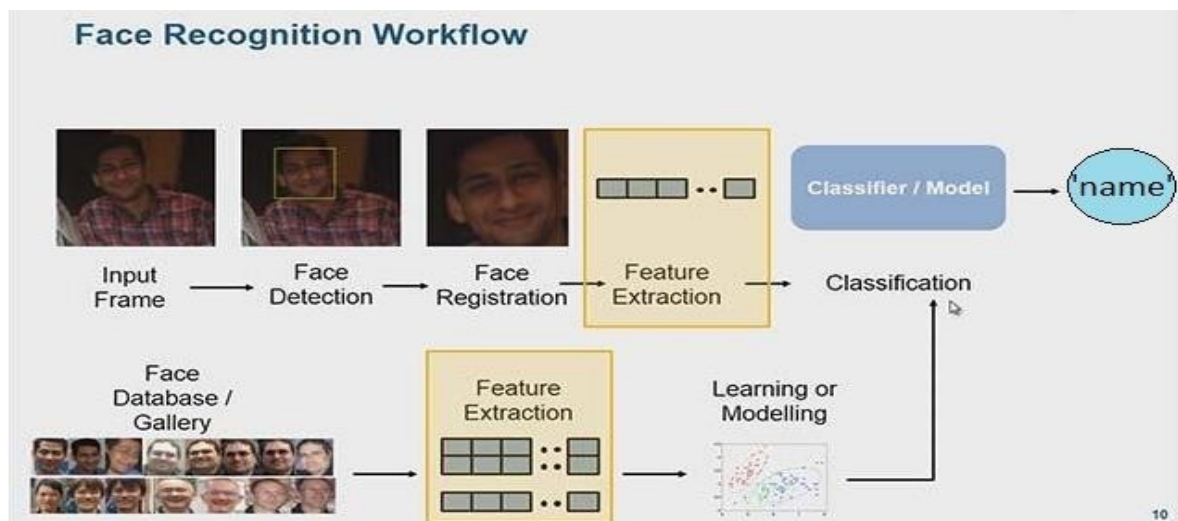 Face Recognition Workflow
Classifier / Model
'name'
Input
Frame
Face
Detection
Face
Registration
Feature
Extraction
Classification
Face
Database /
Gallery
Feature
Extraction
Learning or
Modelling
10